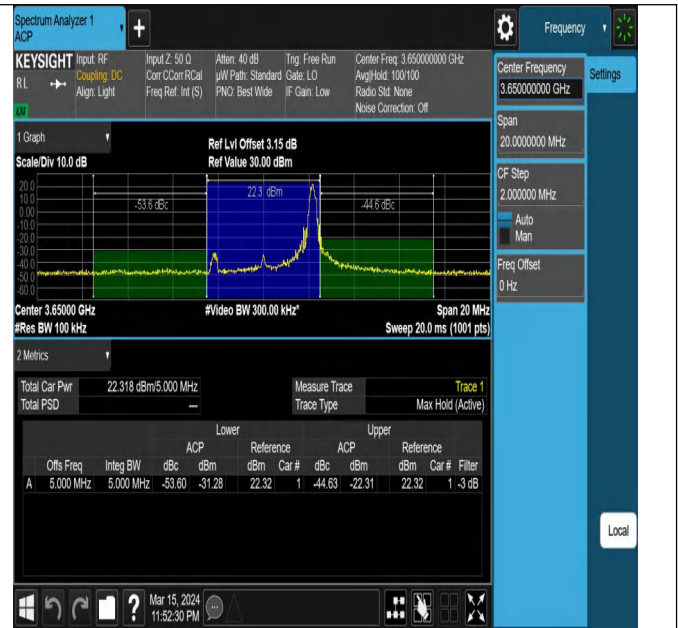 Spectrum Analyzer 1
ACP
Frequency
KEYSIGHT Input: RF Input Z: 50 Ω Atten: 40 dB Trig: Free Run Center Freq: 3.650000000 GHz
RL Coupling: DC Corr CCorr RCal µW Path: Standard Gate: LO Avg|Hold: 100/100
Align: Light Freq Ref: Int (S) PNO: Best Wide IF Gain: Low Radio Std: None
Noise Correction: Off
Center Frequency
3.650000000 GHz
Settings
Span
20.0000000 MHz
CF Step
2.000000 MHz
Auto
Man
Freq Offset
0 Hz
Local
1 Graph
Ref Lvl Offset 3.15 dB
Scale/Div 10.0 dB Ref Value 30.00 dBm
20.0
10.0
0.00
-10.0
-20.0
-30.0
-40.0
-50.0
-60.0
-53.6 dBc 22.3 dBm -44.6 dBc
Center 3.65000 GHz #Video BW 300.00 kHz* Span 20 MHz
#Res BW 100 kHz Sweep 20.0 ms (1001 pts)
2 Metrics
Total Car Pwr 22.318 dBm/5.000 MHz Measure Trace Trace 1
Total PSD --- Trace Type Max Hold (Active)
Lower Upper
ACP Reference ACP Reference
Offs Freq Integ BW dBc dBm dBm Car # dBc dBm dBm Car # Filter
A 5.000 MHz 5.000 MHz -53.60 -31.28 22.32 1 -44.63 -22.31 22.32 1 -3 dB
Mar 15, 2024
11:52:30 PM